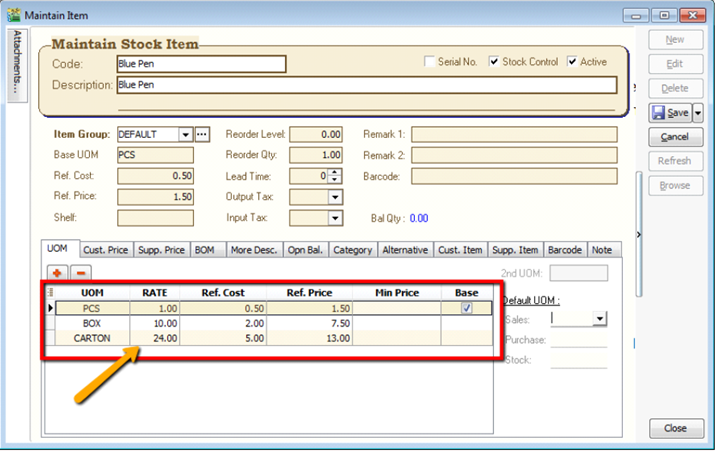 Maintain Item
Attachments...
Maintain Stock Item
Code: Blue Pen
Serial No. Stock Control Active
Description: Blue Pen
Item Group: DEFAULT Reorder Level: 0.00 Remark 1:
Base UOM PCS Reorder Qty: 1.00 Remark 2:
Ref. Cost: 0.50 Lead Time: 0 Barcode:
Ref. Price: 1.50 Output Tax:
Shelf: Input Tax: Bal Qty : 0.00
UOM Cust. Price Supp. Price BOM More Desc. Opn Bal. Category Alternative Cust. Item Supp. Item Barcode Note
UOM RATE Ref. Cost Ref. Price Min Price Base
PCS 1.00 0.50 1.50
BOX 10.00 2.00 7.50
CARTON 24.00 5.00 13.00
2nd UOM:
Default UOM :
Sales:
Purchase:
Stock:
New
Edit
Delete
Save
Cancel
Refresh
Browse
Close